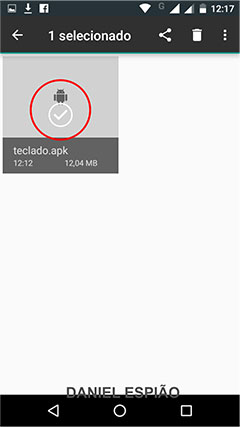 12:17
1 selecionado
teclado.apk
12:12 12,04 MB
DANIEL ESPIÃO